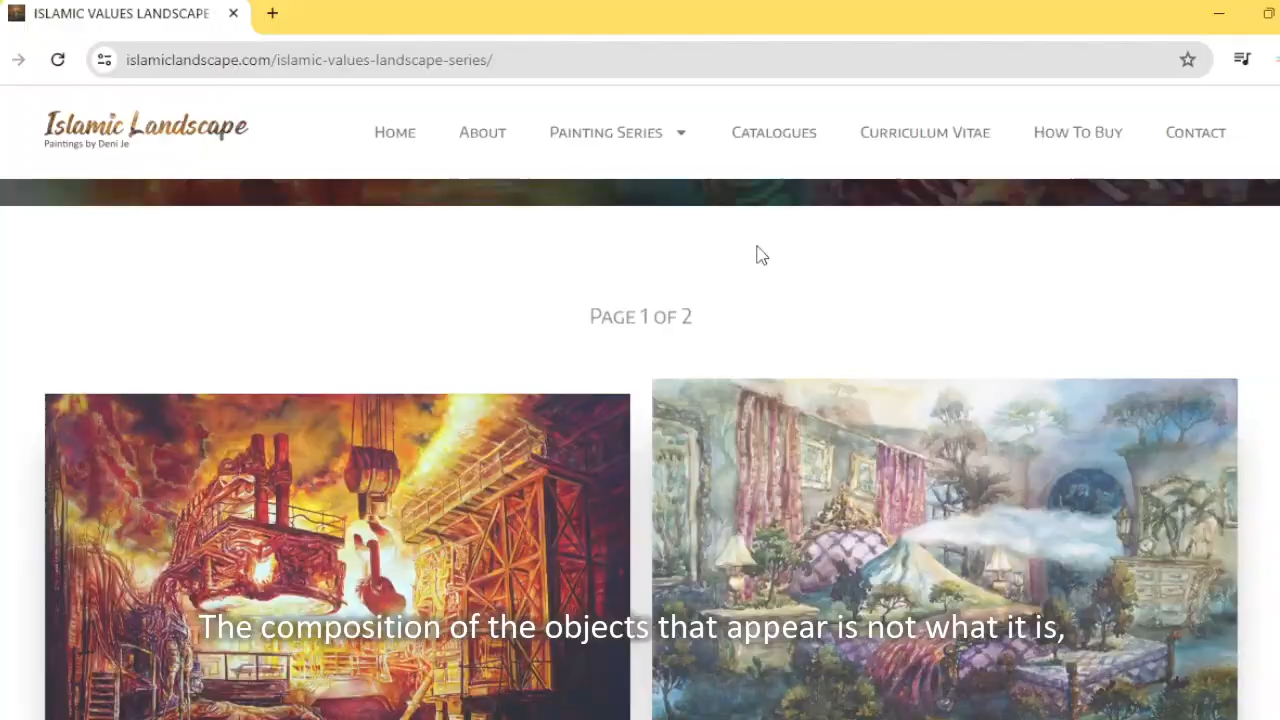 ISLAMIC VALUES LANDSCAPE
islamiclandscape.com/islamic-values-landscape-series/
Islamic Landscape
Paintings by Deni Je
Home About Painting Series Catalogues Curriculum Vitae How To Buy Contact
Page 1 of 2
The composition of the objects that appear is not what it is,